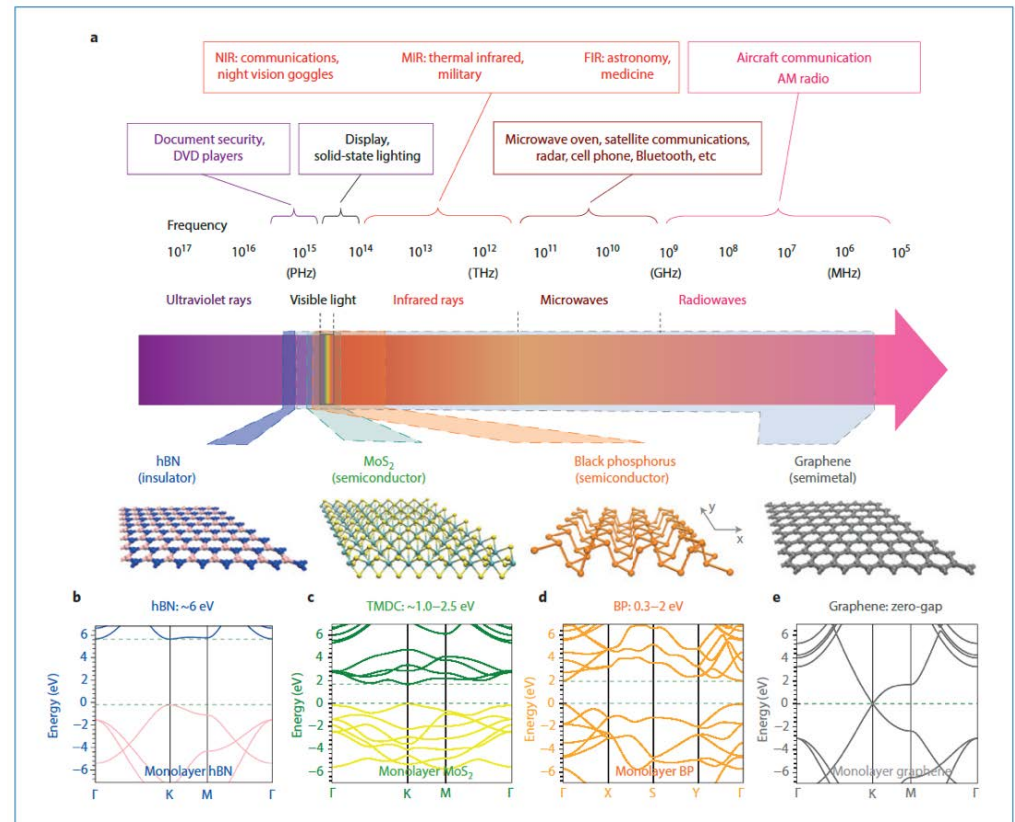 a
NIR: communications,
night vision goggles
MIR: thermal infrared,
military
FIR: astronomy,
medicine
Aircraft communication
AM radio
Document security,
DVD players
Display,
solid-state lighting
Microwave oven, satellite communications,
radar, cell phone, Bluetooth, etc
Frequency
10¹⁷ 10¹⁶ 10¹⁵ 10¹⁴ 10¹³ 10¹² 10¹¹ 10¹⁰ 10⁹ 10⁸ 10⁷ 10⁶ 10⁵
(PHz) (THz) (GHz) (MHz)
Ultraviolet rays Visible light Infrared rays Microwaves Radiowaves
hBN
(insulator)
MoS₂
(semiconductor)
Black phosphorus
(semiconductor)
Graphene
(semimetal)
y
x
b
hBN: ~6 eV
Energy (eV)
6
4
2
0
−2
−4
−6
Monolayer hBN
Γ K M Γ
c
TMDC: ~1.0–2.5 eV
Energy (eV)
6
4
2
0
−2
−4
−6
Monolayer MoS₂
Γ K M Γ
d
BP: 0.3–2 eV
Energy (eV)
6
4
2
0
−2
−4
−6
Monolayer BP
Γ X S Y Γ
e
Graphene: zero-gap
Energy (eV)
6
4
2
0
−2
−4
−6
Monolayer graphene
Γ K M Γ